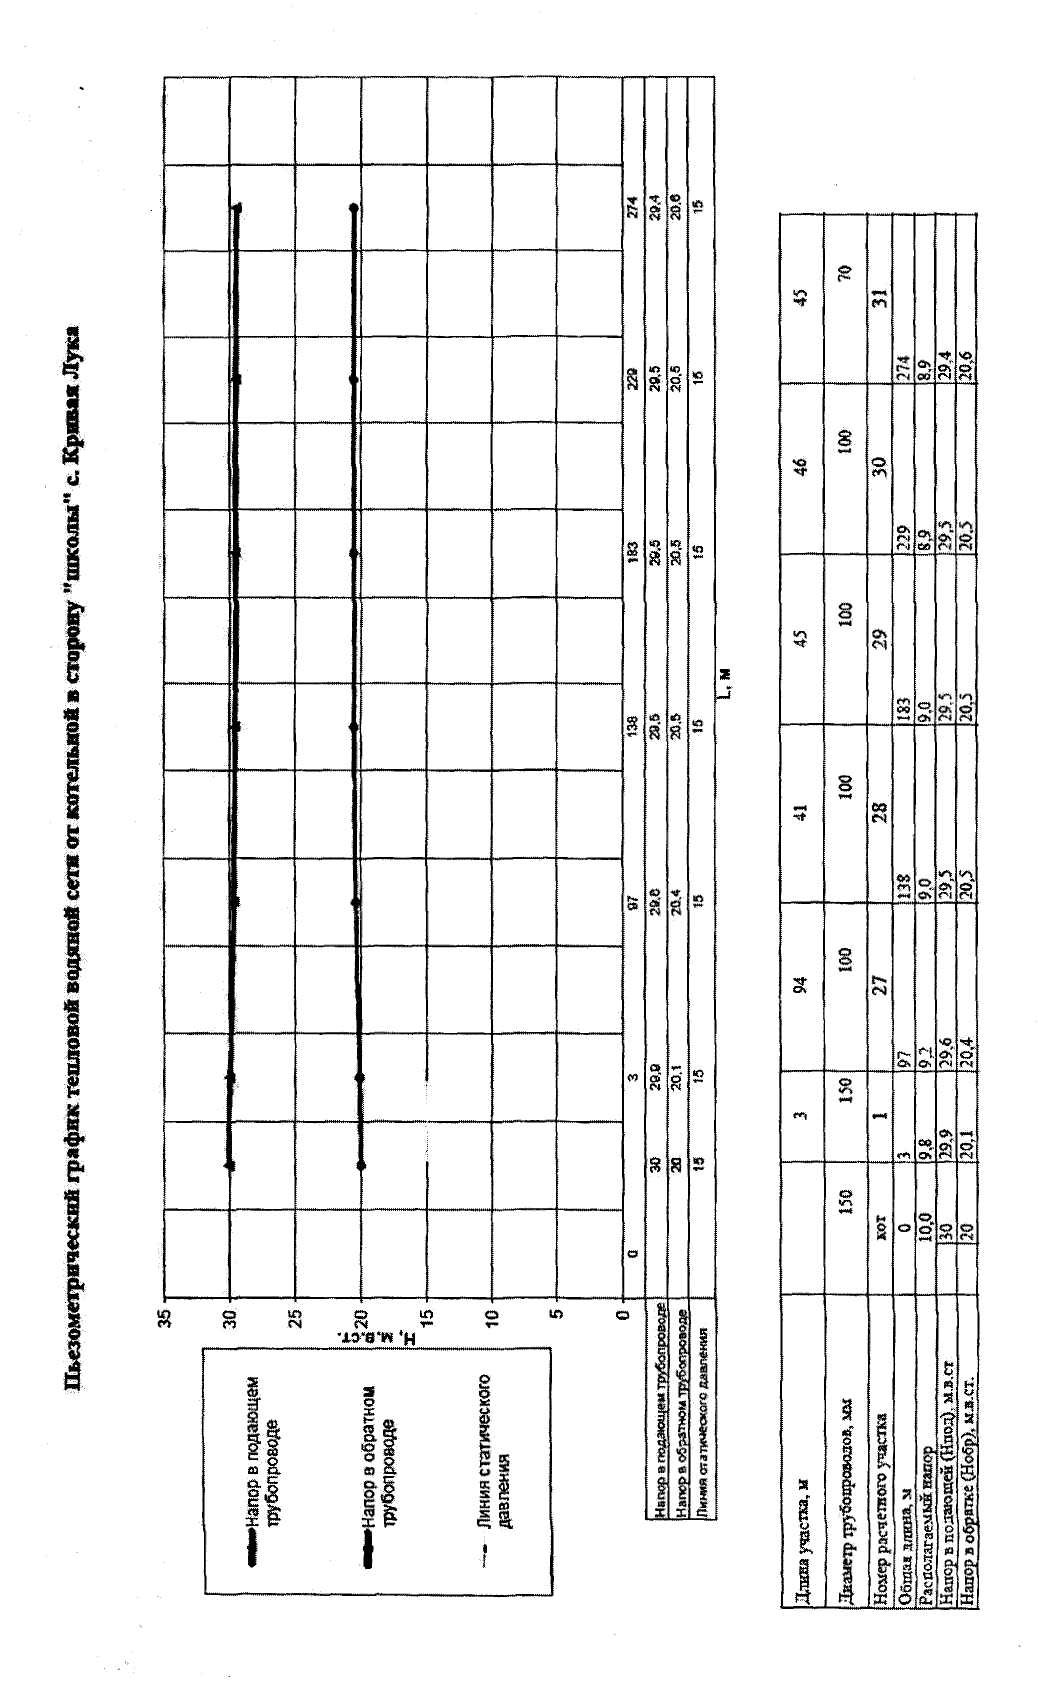 Пьезометрический график тепловой водяной сети от котельной в сторону "школы" с. Кривая Лука
Напор в подающем
трубопроводе
Напор в обратном
трубопроводе
Линия статического
давления
Н, м.в.ст.
35
30
25
20
15
10
5
0
0 3 97 138 183 229 274
Напор в подающем трубопроводе 30 29,9 29,6 29,5 29,5 29,5 29,4
Напор в обратном трубопроводе 20 20,1 20,4 20,5 20,5 20,5 20,6
Линия статического давления 15 15 15 15 15 15 15
L, м
Длина участка, м 3 94 41 45 46 45
Диаметр трубопроводов, мм 150 150 100 100 100 100 70
Номер расчетного участка кот 1 27 28 29 30 31
Общая длина, м 0 3 97 138 183 229 274
Располагаемый напор 10,0 9,8 9,2 9,0 9,0 8,9 8,9
Напор в подающей (Нпод), м.в.ст 30 29,9 29,6 29,5 29,5 29,5 29,4
Напор в обратке (Нобр), м.в.ст. 20 20,1 20,4 20,5 20,5 20,5 20,6